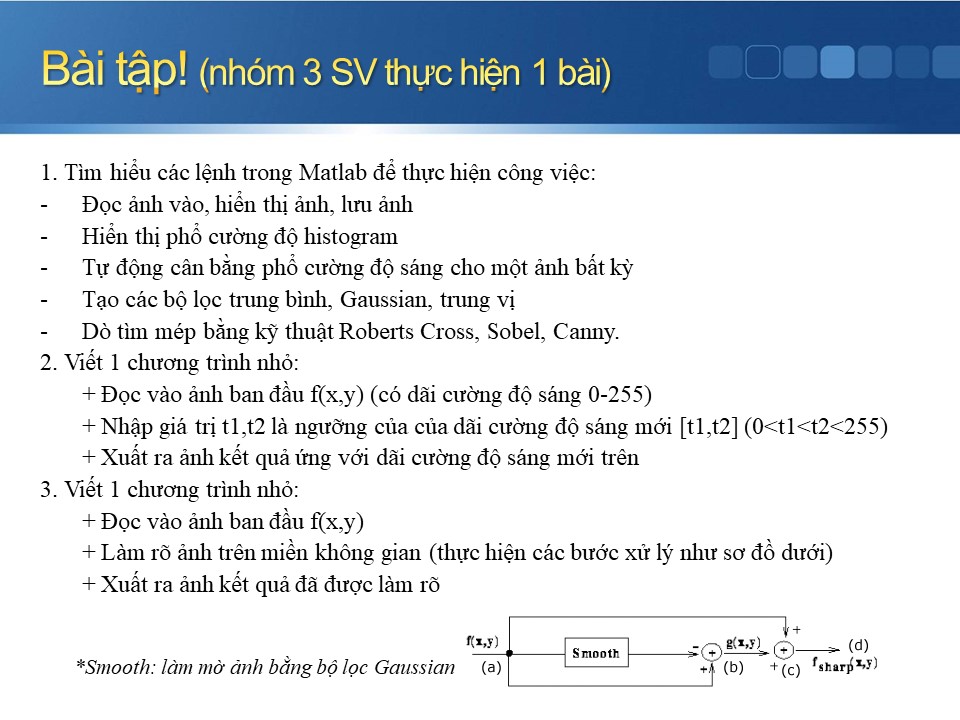 Bài tập! (nhóm 3 SV thực hiện 1 bài)
1. Tìm hiểu các lệnh trong Matlab để thực hiện công việc:
- Đọc ảnh vào, hiển thị ảnh, lưu ảnh
- Hiển thị phổ cường độ histogram
- Tự động cân bằng phổ cường độ sáng cho một ảnh bất kỳ
- Tạo các bộ lọc trung bình, Gaussian, trung vị
- Dò tìm mép bằng kỹ thuật Roberts Cross, Sobel, Canny.
2. Viết 1 chương trình nhỏ:
+ Đọc vào ảnh ban đầu f(x,y) (có dãi cường độ sáng 0-255)
+ Nhập giá trị t1,t2 là ngưỡng của của dãi cường độ sáng mới [t1,t2] (0<t1<t2<255)
+ Xuất ra ảnh kết quả ứng với dãi cường độ sáng mới trên
3. Viết 1 chương trình nhỏ:
+ Đọc vào ảnh ban đầu f(x,y)
+ Làm rõ ảnh trên miền không gian (thực hiện các bước xử lý như sơ đồ dưới)
+ Xuất ra ảnh kết quả đã được làm rõ
+
f(x,y) g(x,y) (d)
Smooth - + +
*Smooth: làm mờ ảnh bằng bộ lọc Gaussian (a) + (b) + (c) fsharp(x,y)